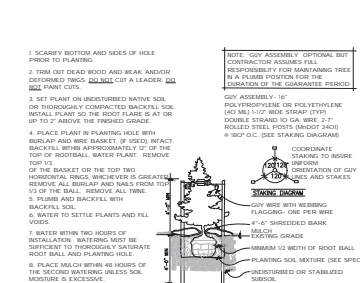 1. SCARIFY BOTTOM AND SIDES OF HOLE
PRIOR TO PLANTING
2. TRIM OUT DEAD WOOD AND WEAK AND/OR
DEFORMED TWIGS. DO NOT CUT A LEADER. DO
NOT PAINT CUTS.
3. SET PLANT ON UNDISTURBED NATIVE SOIL
OR THOROUGHLY COMPACTED BACKFILL SOIL.
INSTALL PLANT SO THE ROOT FLARE IS AT OR
UP TO 2" ABOVE THE FINISHED GRADE.
4. PLACE PLANT IN PLANTING HOLE WITH
BURLAP AND WIRE BASKET, (IF USED), INTACT.
BACKFILL WITHIN APPROXIMATELY 12" OF THE
TOP OF ROOTBALL, WATER PLANT. REMOVE
TOP 1/3
OF THE BASKET OR THE TOP TWO
HORIZONTAL RINGS, WHICHEVER IS GREATER.
REMOVE ALL BURLAP AND NAILS FROM TOP
1/3 OF THE BALL. REMOVE ALL TWINE.
5. PLUMB AND BACKFILL WITH
BACKFILL SOIL.
6. WATER TO SETTLE PLANTS AND FILL
VOIDS.
7. WATER WITHIN TWO HOURS OF
INSTALLATION. WATERING MUST BE
SUFFICIENT TO THOROUGHLY SATURATE
ROOT BALL AND PLANTING HOLE.
8. PLACE MULCH WITHIN 48 HOURS OF
THE SECOND WATERING UNLESS SOIL
MOISTURE IS EXCESSIVE.
NOTE: GUY ASSEMBLY OPTIONAL BUT
CONTRACTOR ASSUMES FULL
RESPONSIBILITY FOR MAINTAINING TREE
IN A PLUMB POSITION FOR THE
DURATION OF THE GUARANTEE PERIOD
GUY ASSEMBLY- 16"
POLYPROPYLENE OR POLYETHYLENE
(40 MIL) 1-1/2" WIDE STRAP (TYP)
DOUBLE STRAND 10 GA. WIRE, 2-7'
ROLLED STEEL POSTS (MnDOT 3401)
@ 180° O.C. (SEE STAKING DIAGRAM)
COORDINATE
STAKING TO INSURE
UNIFORM
ORIENTATION OF GUY
LINES AND STAKES
120° 120°
120°
STAKING DIAGRAM
GUY WIRE WITH WEBBING
FLAGGING- ONE PER WIRE
4"-6" SHREDDED BARK
MULCH
EXISTING GRADE
MINIMUM 1/2 WIDTH OF ROOT BALL
PLANTING SOIL MIXTURE (SEE SPEC
UNDISTURBED OR STABILIZED
SUBSOIL